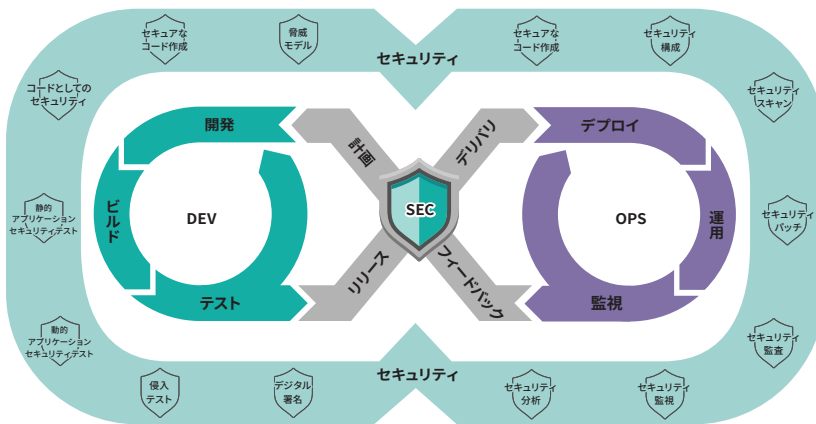 セキュアな
コード作成
脅威
モデル
セキュリティ
セキュアな
コード作成
セキュリティ
構成
コードとしての
セキュリティ
セキュリティ
スキャン
開発
計画
デリバリ
デプロイ
静的
アプリケーション
セキュリティテスト
ビルド
DEV
SEC
OPS
運用
セキュリティ
パッチ
テスト
リリース
フィードバック
監視
動的
アプリケーション
セキュリティテスト
セキュリティ
監査
侵入
テスト
デジタル
署名
セキュリティ
セキュリティ
分析
セキュリティ
監視